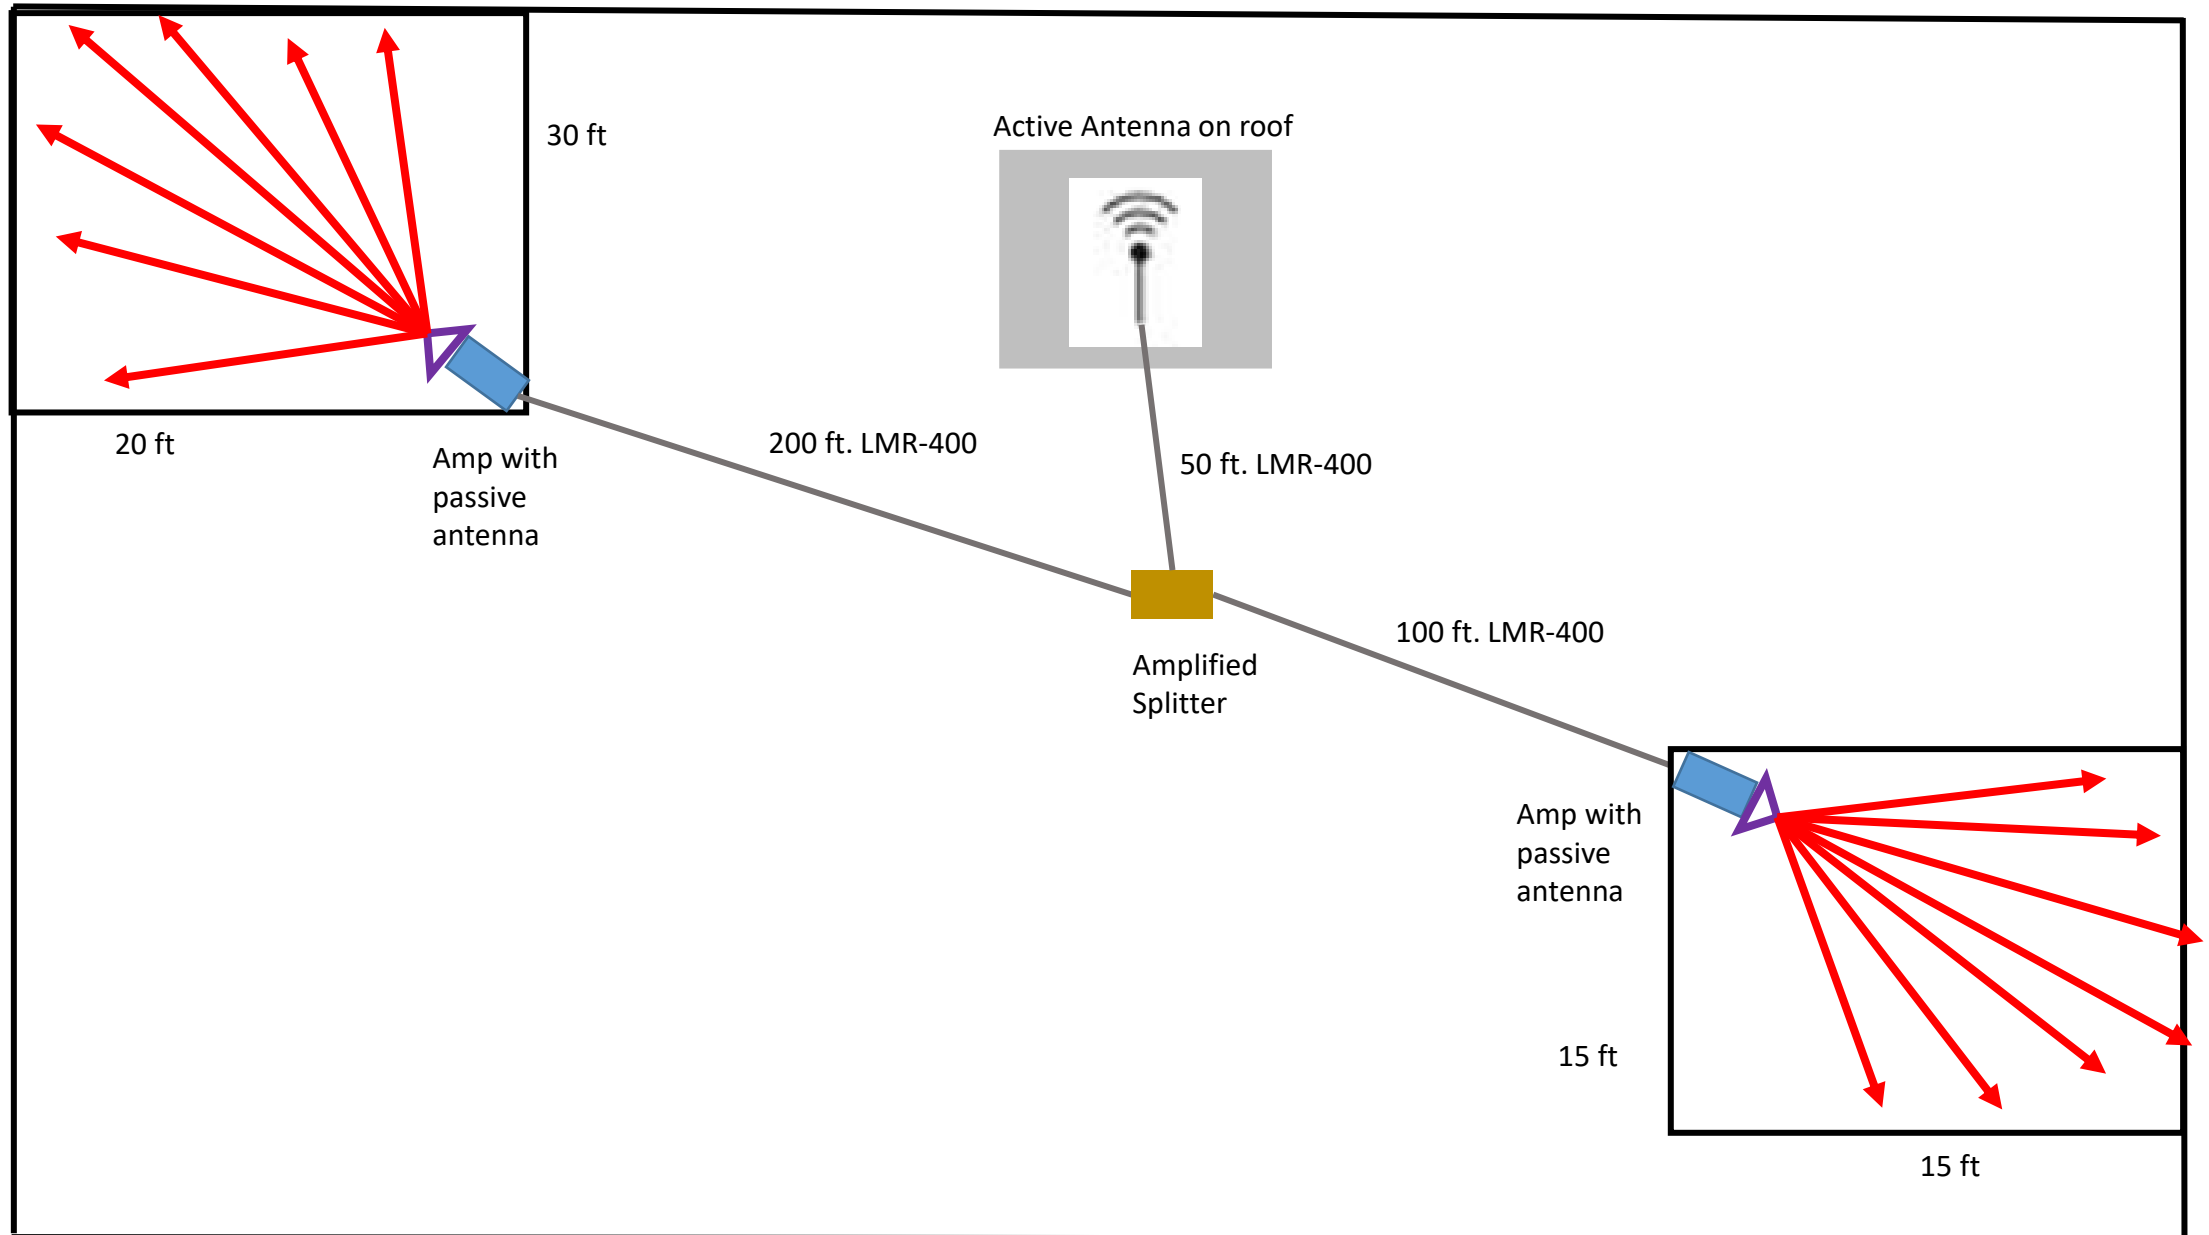 Active Antenna on roof
30 ft
20 ft
Amp with
passive
antenna
200 ft. LMR-400
50 ft. LMR-400
100 ft. LMR-400
Amplified
Splitter
Amp with
passive
antenna
15 ft
15 ft